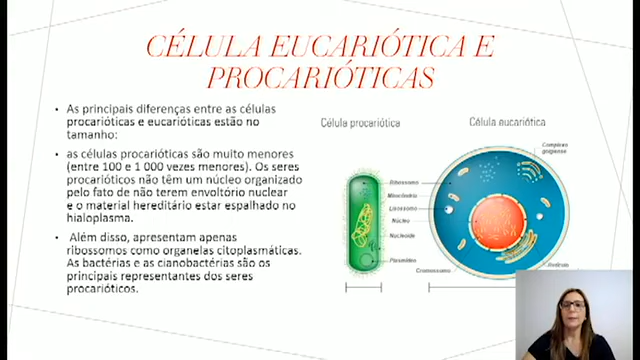 CÉLULA EUCARIÓTICA E
PROCARIÓTICAS
• As principais diferenças entre as células
procarióticas e eucarióticas estão no
tamanho:
• as células procarióticas são muito menores
(entre 100 e 1 000 vezes menores). Os seres
procarióticos não têm um núcleo organizado
pelo fato de não terem envoltório nuclear
e o material hereditário estar espalhado no
hialoplasma.
• Além disso, apresentam apenas
ribossomos como organelas citoplasmáticas.
As bactérias e as cianobactérias são os
principais representantes dos seres
procarióticos.
Célula procariótica
Célula eucariótica
Complexo
golgiense
Ribossomo
Mitocôndria
Lisossomo
Núcleo
Nucleoide
Plasmídeo
Cromossomo
Retículo